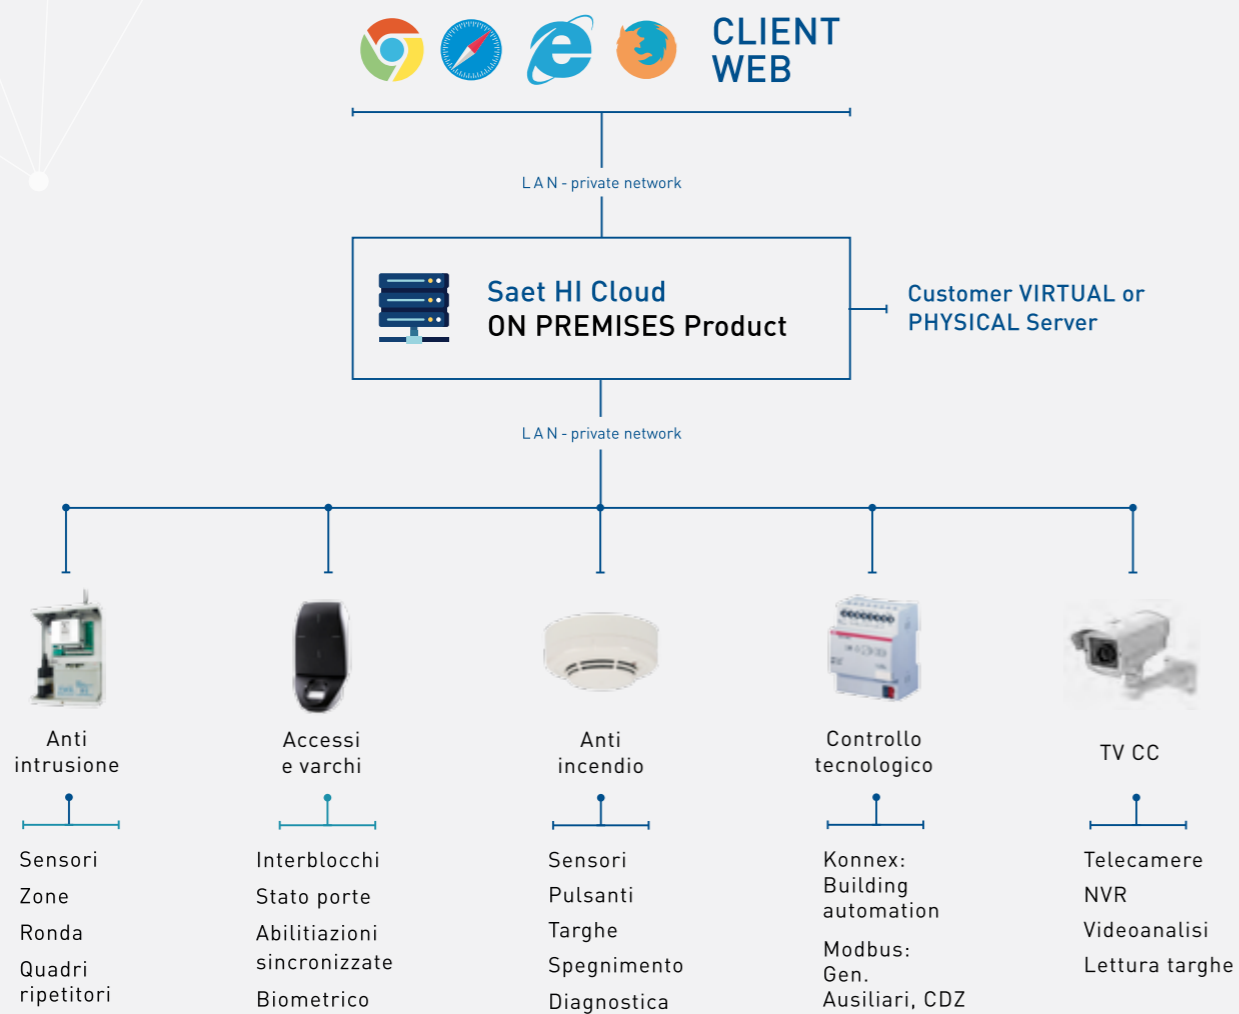 CLIENT
WEB
LAN - private network
Saet HI Cloud
ON PREMISES Product
Customer VIRTUAL or
PHYSICAL Server
LAN - private network
Anti
intrusione
Accessi
e varchi
Anti
incendio
Controllo
tecnologico
TV CC
Sensori
Zone
Ronda
Quadri
ripetitori
Interblocchi
Stato porte
Abilitiazioni
sincronizzate
Biometrico
Sensori
Pulsanti
Targhe
Spegnimento
Diagnostica
Konnex:
Building
automation
Modbus:
Gen.
Ausiliari, CDZ
Telecamere
NVR
Videoanalisi
Lettura targhe